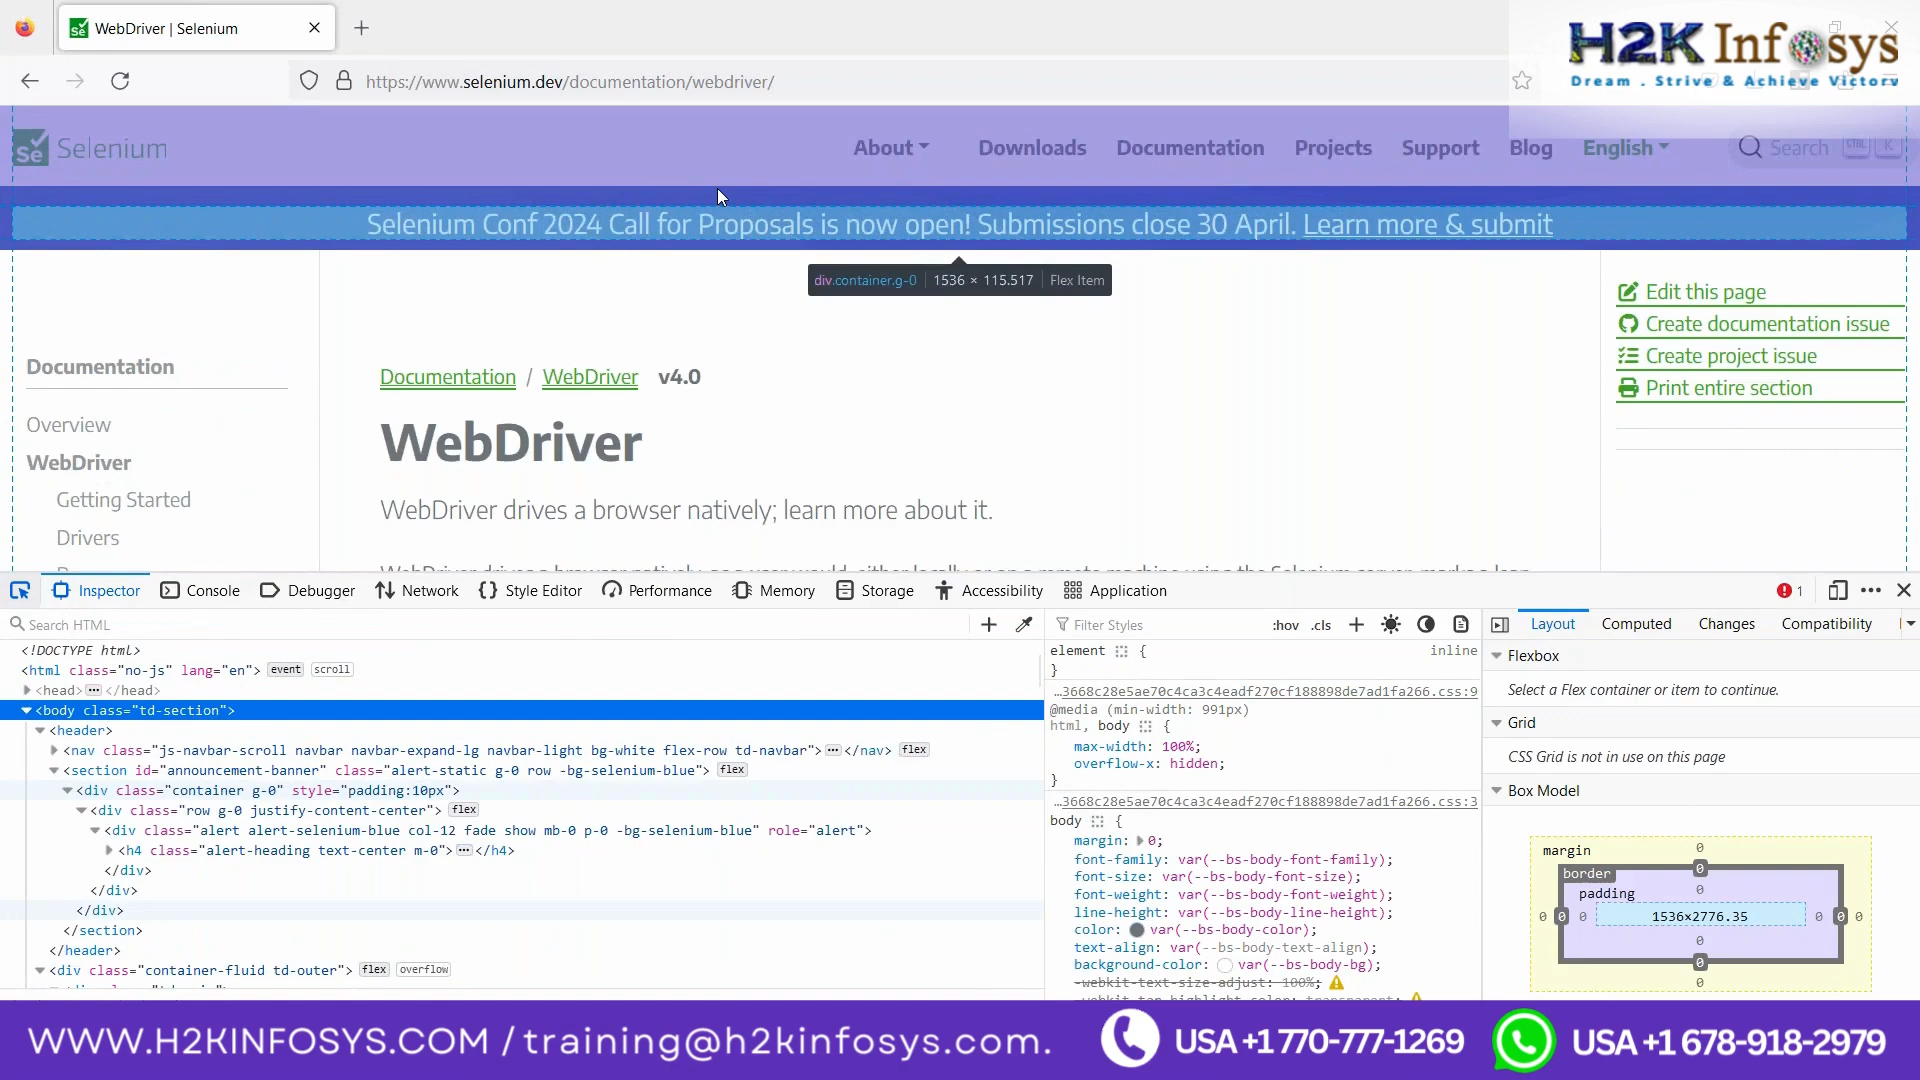 WebDriver | Selenium
H2K Infosys
Dream . Strive & Achieve Victory
https://www.selenium.dev/documentation/webdriver/
Se Selenium
About
Downloads
Documentation
Projects
Support
Blog
English
Search CTRL K
Selenium Conf 2024 Call for Proposals is now open! Submissions close 30 April. Learn more & submit
div.container.g-0 1536 × 115.517 Flex Item
Edit this page
Create documentation issue
Create project issue
Print entire section
Documentation
Overview
WebDriver
Getting Started
Drivers
Documentation / WebDriver v4.0
WebDriver
WebDriver drives a browser natively; learn more about it.
Inspector
Console
Debugger
Network
Style Editor
Performance
Memory
Storage
Accessibility
Application
1
Search HTML
<!DOCTYPE html>
<html class="no-js" lang="en"> event scroll
<head> ••• </head>
<body class="td-section">
<header>
<nav class="js-navbar-scroll navbar navbar-expand-lg navbar-light bg-white flex-row td-navbar"> ••• </nav> flex
<section id="announcement-banner" class="alert-static g-0 row -bg-selenium-blue"> flex
<div class="container g-0" style="padding:10px">
<div class="row g-0 justify-content-center"> flex
<div class="alert alert-selenium-blue col-12 fade show mb-0 p-0 -bg-selenium-blue" role="alert">
<h4 class="alert-heading text-center m-0"> ••• </h4>
</div>
</div>
</div>
</section>
</header>
<div class="container-fluid td-outer"> flex overflow
Filter Styles
:hov .cls
element { inline
}
…3668c28e5ae70c4ca3c4eadf270cf188898de7ad1fa266.css:9
@media (min-width: 991px)
html, body {
max-width: 100%;
overflow-x: hidden;
}
…3668c28e5ae70c4ca3c4eadf270cf188898de7ad1fa266.css:3
body {
margin: 0;
font-family: var(--bs-body-font-family);
font-size: var(--bs-body-font-size);
font-weight: var(--bs-body-font-weight);
line-height: var(--bs-body-line-height);
color: var(--bs-body-color);
text-align: var(--bs-body-text-align);
background-color: var(--bs-body-bg);
-webkit-text-size-adjust: 100%;
Layout
Computed
Changes
Compatibility
Flexbox
Select a Flex container or item to continue.
Grid
CSS Grid is not in use on this page
Box Model
margin 0
border 0
padding 0
0 0 0 1536×2776.35 0 0 0
0
0
0
WWW.H2KINFOSYS.COM / training@h2kinfosys.com.
USA +1 770-777-1269
USA +1 678-918-2979